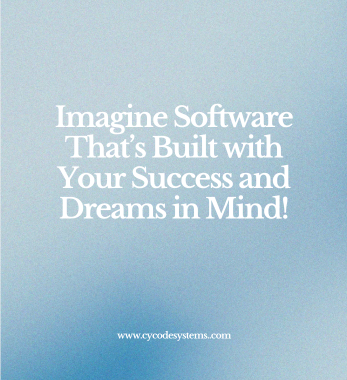 Imagine Software
That’s Built with
Your Success and
Dreams in Mind!
www.cycodesystems.com